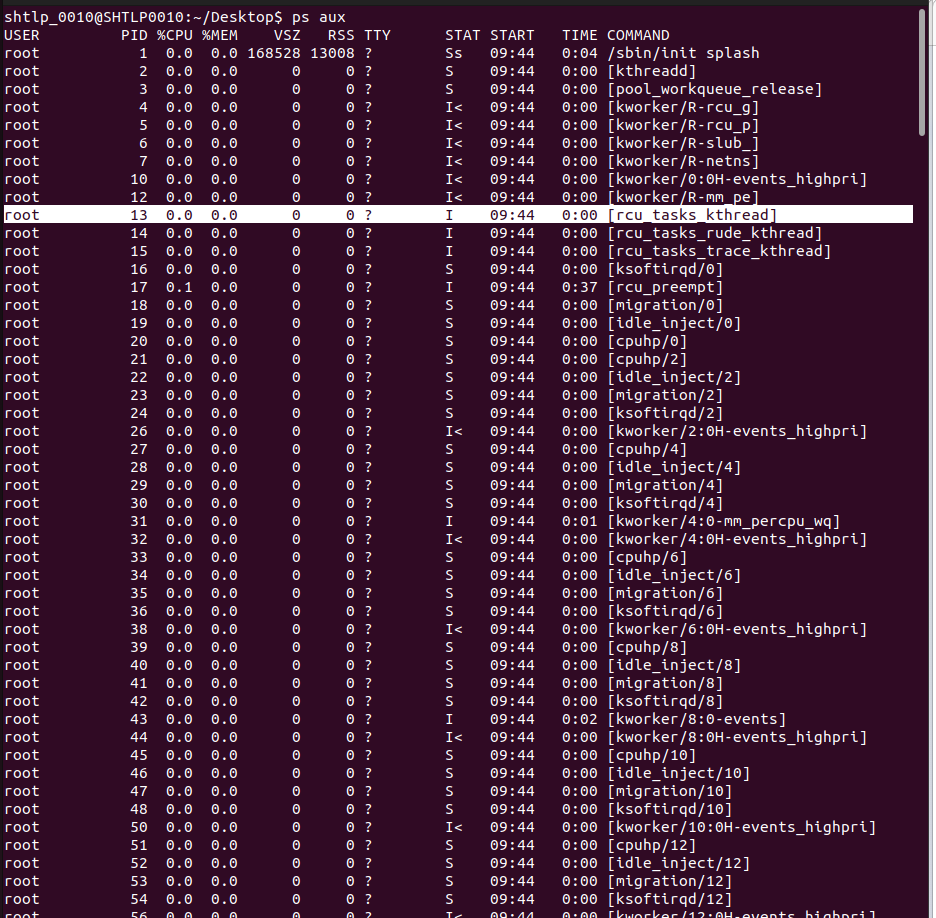 shtlp_0010@SHTLP0010:~/Desktop$ ps aux
USER         PID %CPU %MEM    VSZ   RSS TTY      STAT START   TIME COMMAND
root           1  0.0  0.0 168528 13008 ?        Ss   09:44   0:04 /sbin/init splash
root           2  0.0  0.0      0     0 ?        S    09:44   0:00 [kthreadd]
root           3  0.0  0.0      0     0 ?        S    09:44   0:00 [pool_workqueue_release]
root           4  0.0  0.0      0     0 ?        I<   09:44   0:00 [kworker/R-rcu_g]
root           5  0.0  0.0      0     0 ?        I<   09:44   0:00 [kworker/R-rcu_p]
root           6  0.0  0.0      0     0 ?        I<   09:44   0:00 [kworker/R-slub_]
root           7  0.0  0.0      0     0 ?        I<   09:44   0:00 [kworker/R-netns]
root          10  0.0  0.0      0     0 ?        I<   09:44   0:00 [kworker/0:0H-events_highpri]
root          12  0.0  0.0      0     0 ?        I<   09:44   0:00 [kworker/R-mm_pe]
root          13  0.0  0.0      0     0 ?        I    09:44   0:00 [rcu_tasks_kthread]
root          14  0.0  0.0      0     0 ?        I    09:44   0:00 [rcu_tasks_rude_kthread]
root          15  0.0  0.0      0     0 ?        I    09:44   0:00 [rcu_tasks_trace_kthread]
root          16  0.0  0.0      0     0 ?        S    09:44   0:00 [ksoftirqd/0]
root          17  0.1  0.0      0     0 ?        I    09:44   0:37 [rcu_preempt]
root          18  0.0  0.0      0     0 ?        S    09:44   0:00 [migration/0]
root          19  0.0  0.0      0     0 ?        S    09:44   0:00 [idle_inject/0]
root          20  0.0  0.0      0     0 ?        S    09:44   0:00 [cpuhp/0]
root          21  0.0  0.0      0     0 ?        S    09:44   0:00 [cpuhp/2]
root          22  0.0  0.0      0     0 ?        S    09:44   0:00 [idle_inject/2]
root          23  0.0  0.0      0     0 ?        S    09:44   0:00 [migration/2]
root          24  0.0  0.0      0     0 ?        S    09:44   0:00 [ksoftirqd/2]
root          26  0.0  0.0      0     0 ?        I<   09:44   0:00 [kworker/2:0H-events_highpri]
root          27  0.0  0.0      0     0 ?        S    09:44   0:00 [cpuhp/4]
root          28  0.0  0.0      0     0 ?        S    09:44   0:00 [idle_inject/4]
root          29  0.0  0.0      0     0 ?        S    09:44   0:00 [migration/4]
root          30  0.0  0.0      0     0 ?        S    09:44   0:00 [ksoftirqd/4]
root          31  0.0  0.0      0     0 ?        I    09:44   0:01 [kworker/4:0-mm_percpu_wq]
root          32  0.0  0.0      0     0 ?        I<   09:44   0:00 [kworker/4:0H-events_highpri]
root          33  0.0  0.0      0     0 ?        S    09:44   0:00 [cpuhp/6]
root          34  0.0  0.0      0     0 ?        S    09:44   0:00 [idle_inject/6]
root          35  0.0  0.0      0     0 ?        S    09:44   0:00 [migration/6]
root          36  0.0  0.0      0     0 ?        S    09:44   0:00 [ksoftirqd/6]
root          38  0.0  0.0      0     0 ?        I<   09:44   0:00 [kworker/6:0H-events_highpri]
root          39  0.0  0.0      0     0 ?        S    09:44   0:00 [cpuhp/8]
root          40  0.0  0.0      0     0 ?        S    09:44   0:00 [idle_inject/8]
root          41  0.0  0.0      0     0 ?        S    09:44   0:00 [migration/8]
root          42  0.0  0.0      0     0 ?        S    09:44   0:00 [ksoftirqd/8]
root          43  0.0  0.0      0     0 ?        I    09:44   0:02 [kworker/8:0-events]
root          44  0.0  0.0      0     0 ?        I<   09:44   0:00 [kworker/8:0H-events_highpri]
root          45  0.0  0.0      0     0 ?        S    09:44   0:00 [cpuhp/10]
root          46  0.0  0.0      0     0 ?        S    09:44   0:00 [idle_inject/10]
root          47  0.0  0.0      0     0 ?        S    09:44   0:00 [migration/10]
root          48  0.0  0.0      0     0 ?        S    09:44   0:00 [ksoftirqd/10]
root          50  0.0  0.0      0     0 ?        I<   09:44   0:00 [kworker/10:0H-events_highpri]
root          51  0.0  0.0      0     0 ?        S    09:44   0:00 [cpuhp/12]
root          52  0.0  0.0      0     0 ?        S    09:44   0:00 [idle_inject/12]
root          53  0.0  0.0      0     0 ?        S    09:44   0:00 [migration/12]
root          54  0.0  0.0      0     0 ?        S    09:44   0:00 [ksoftirqd/12]
root          56  0.0  0.0      0     0 ?        I<   09:44   0:00 [kworker/12:0H-events_highpri]